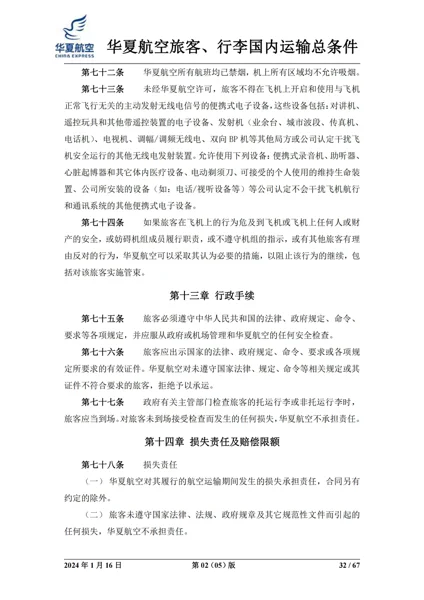 华夏航空
CHINA EXPRESS
华夏航空旅客、行李国内运输总条件
第七十二条 华夏航空所有航班均已禁烟，机上所有区域均不允许吸烟。
第七十三条 未经华夏航空许可，旅客不得在飞机上开启和使用与飞机
正常飞行无关的主动发射无线电信号的便携式电子设备，这些设备包括：对讲机、
遥控玩具和其他带遥控装置的电子设备、发射机（业余台、城市波段、传真机、
电话机）、电视机、调幅/调频无线电、双向 BP 机等其他局方或公司认定干扰飞
机安全运行的其他无线电发射装置。允许使用下列设备：便携式录音机、助听器、
心脏起博器和其它体内医疗设备、电动剃须刀、可接受的个人使用的维持生命装
置、公司所安装的设备（如：电话/视听设备等）等公司认定不会干扰飞机航行
和通讯系统的其他便携式电子设备。
第七十四条 如果旅客在飞机上的行为危及到飞机或飞机上任何人或财
产的安全，或妨碍机组成员履行职责，或不遵守机组的指示，或有其他旅客有理
由反对的行为，华夏航空可以采取其认为必要的措施，以阻止该行为的继续，包
括对该旅客实施管束。
第十三章 行政手续
第七十五条 旅客必须遵守中华人民共和国的法律、政府规定、命令、
要求等各项规定，并应服从政府或机场管理和华夏航空的任何安全检查。
第七十六条 旅客应出示国家的法律、政府规定、命令、要求或各项规
定所要求的有效证件。华夏航空对未遵守国家法律、规定、命令等相关规定或其
证件不符合要求的旅客，拒绝予以承运。
第七十七条 政府有关主管部门检查旅客的托运行李或非托运行李时，
旅客应当到场。对旅客未到场接受检查而发生的任何损失，华夏航空不承担责任。
第十四章 损失责任及赔偿限额
第七十八条 损失责任
（一） 华夏航空对其履行的航空运输期间发生的损失承担责任，合同另有
约定的除外。
（二） 旅客未遵守国家法律、法规、政府规章及其它规范性文件而引起的
任何损失，华夏航空不承担责任。
2024 年 1 月 16 日 第 02（05）版 32 / 67